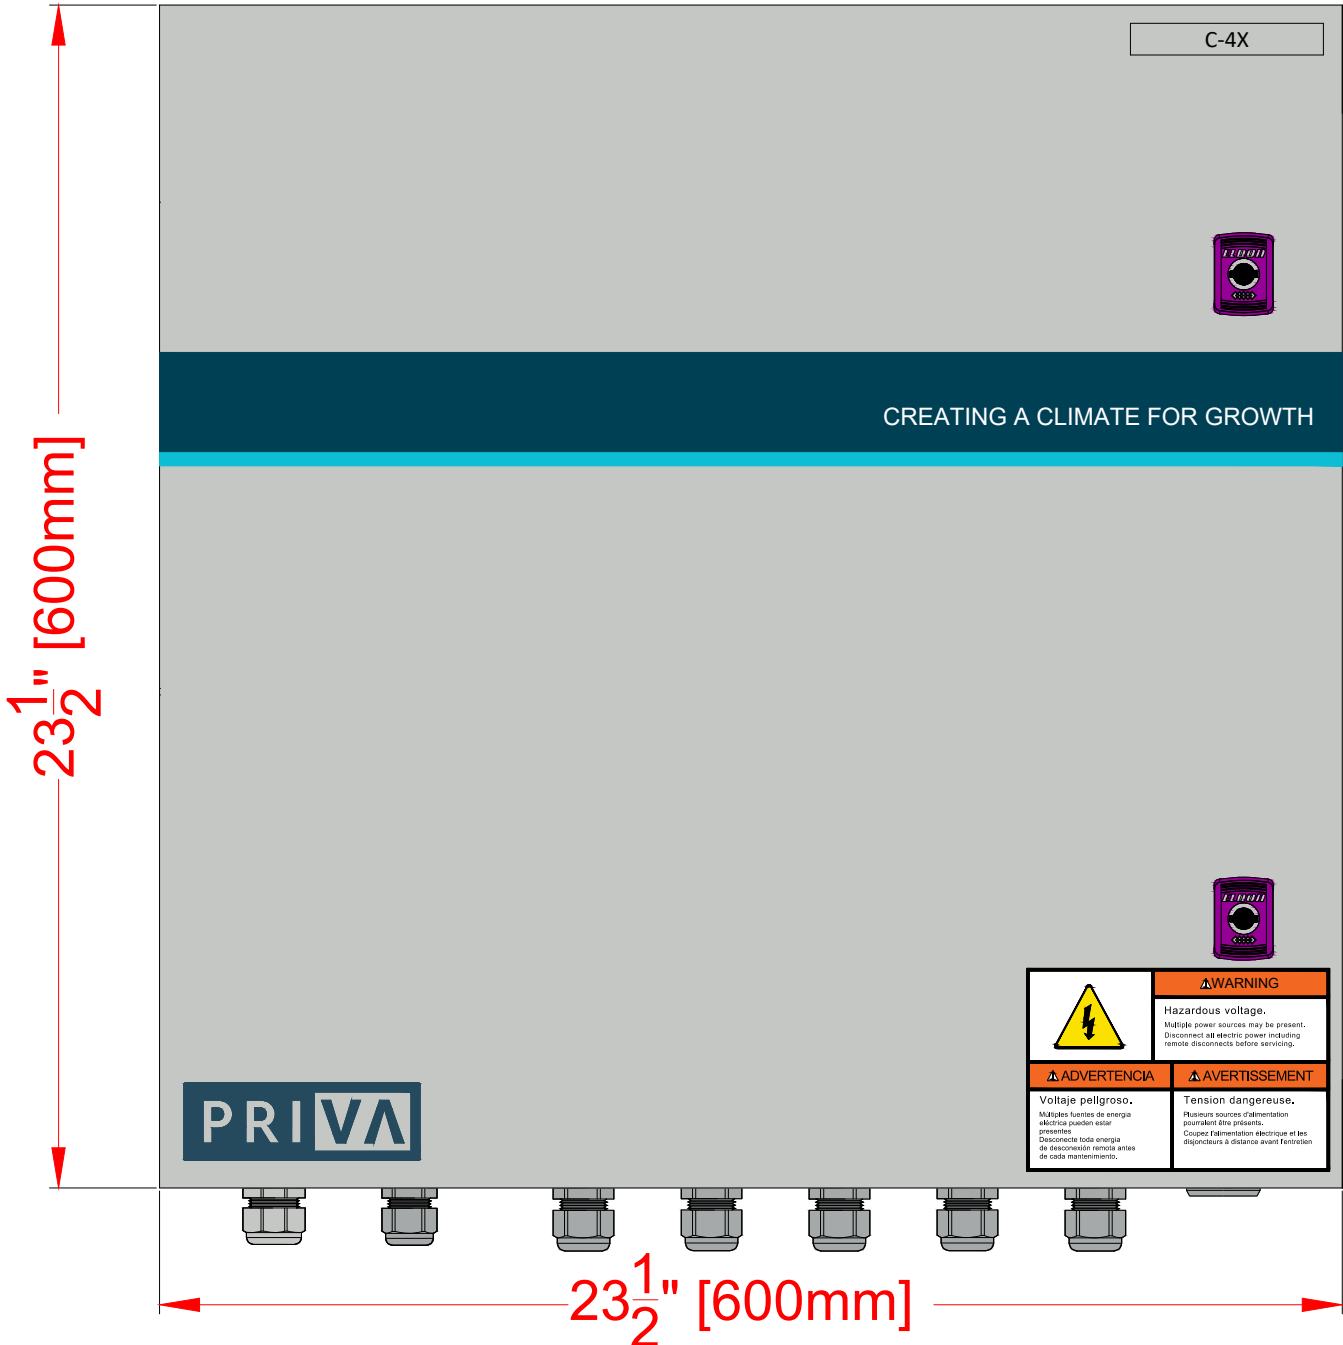 C-4X
CREATING A CLIMATE FOR GROWTH
23 1/2" [600mm]
WARNING
Hazardous voltage.
Multiple power sources may be present.
Disconnect all electric power including
remote disconnects before servicing.
ADVERTENCIA
Voltaje peligroso.
Múltiples fuentes de energia
eléctrica pueden estar
presentes
Desconecte toda energia
de desconexión remota antes
de cada mantenimiento.
AVERTISSEMENT
Tension dangereuse.
Plusieurs sources d'alimentation
pourraient être présents.
Coupez l'alimentation électrique et les
disjoncteurs à distance avant l'entretien
PRIVA
23 1/2" [600mm]